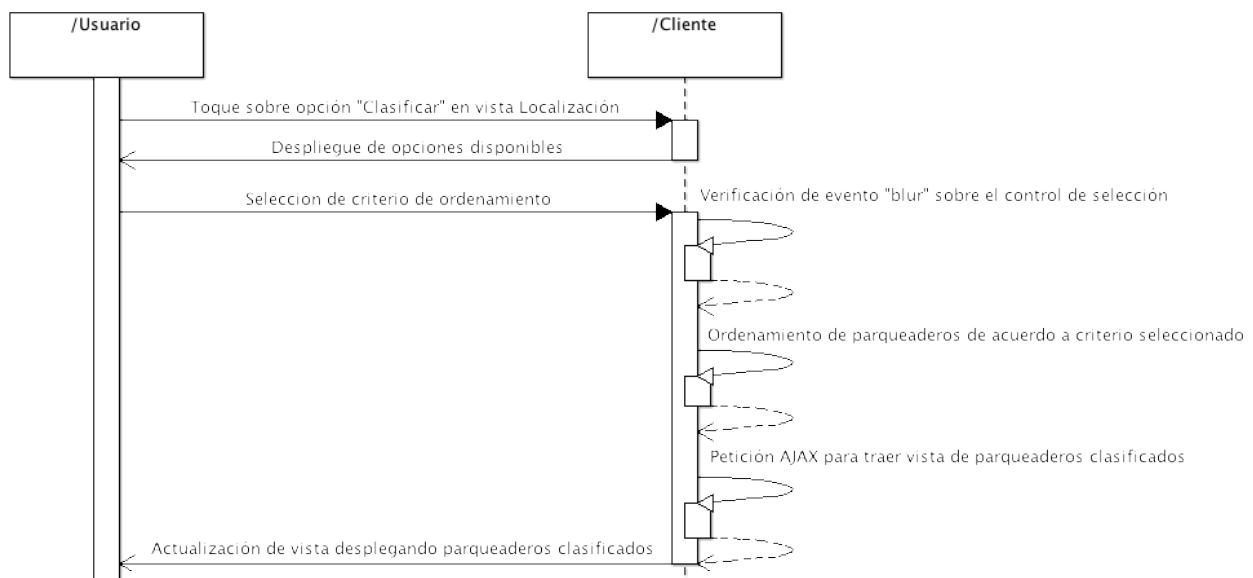 /Usuario
/Cliente
Toque sobre opción "Clasificar" en vista Localización
Despliegue de opciones disponibles
Verificación de evento "blur" sobre el control de selección
Seleccion de criterio de ordenamiento
Ordenamiento de parqueaderos de acuerdo a criterio seleccionado
Petición AJAX para traer vista de parqueaderos clasificados
Actualización de vista desplegando parqueaderos clasificados